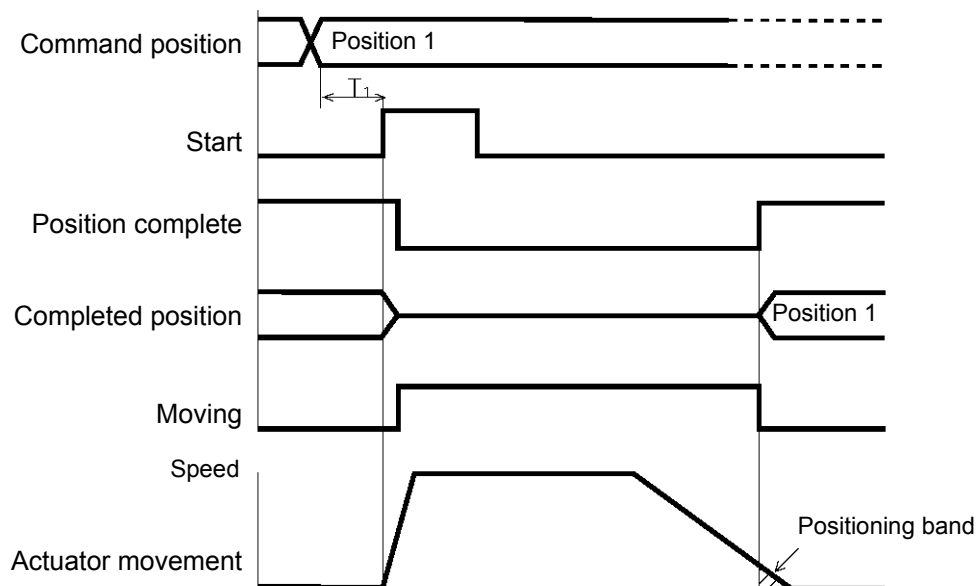 Command position
Position 1
T₁
Start
Position complete
Completed position
Position 1
Moving
Speed
Positioning band
Actuator movement